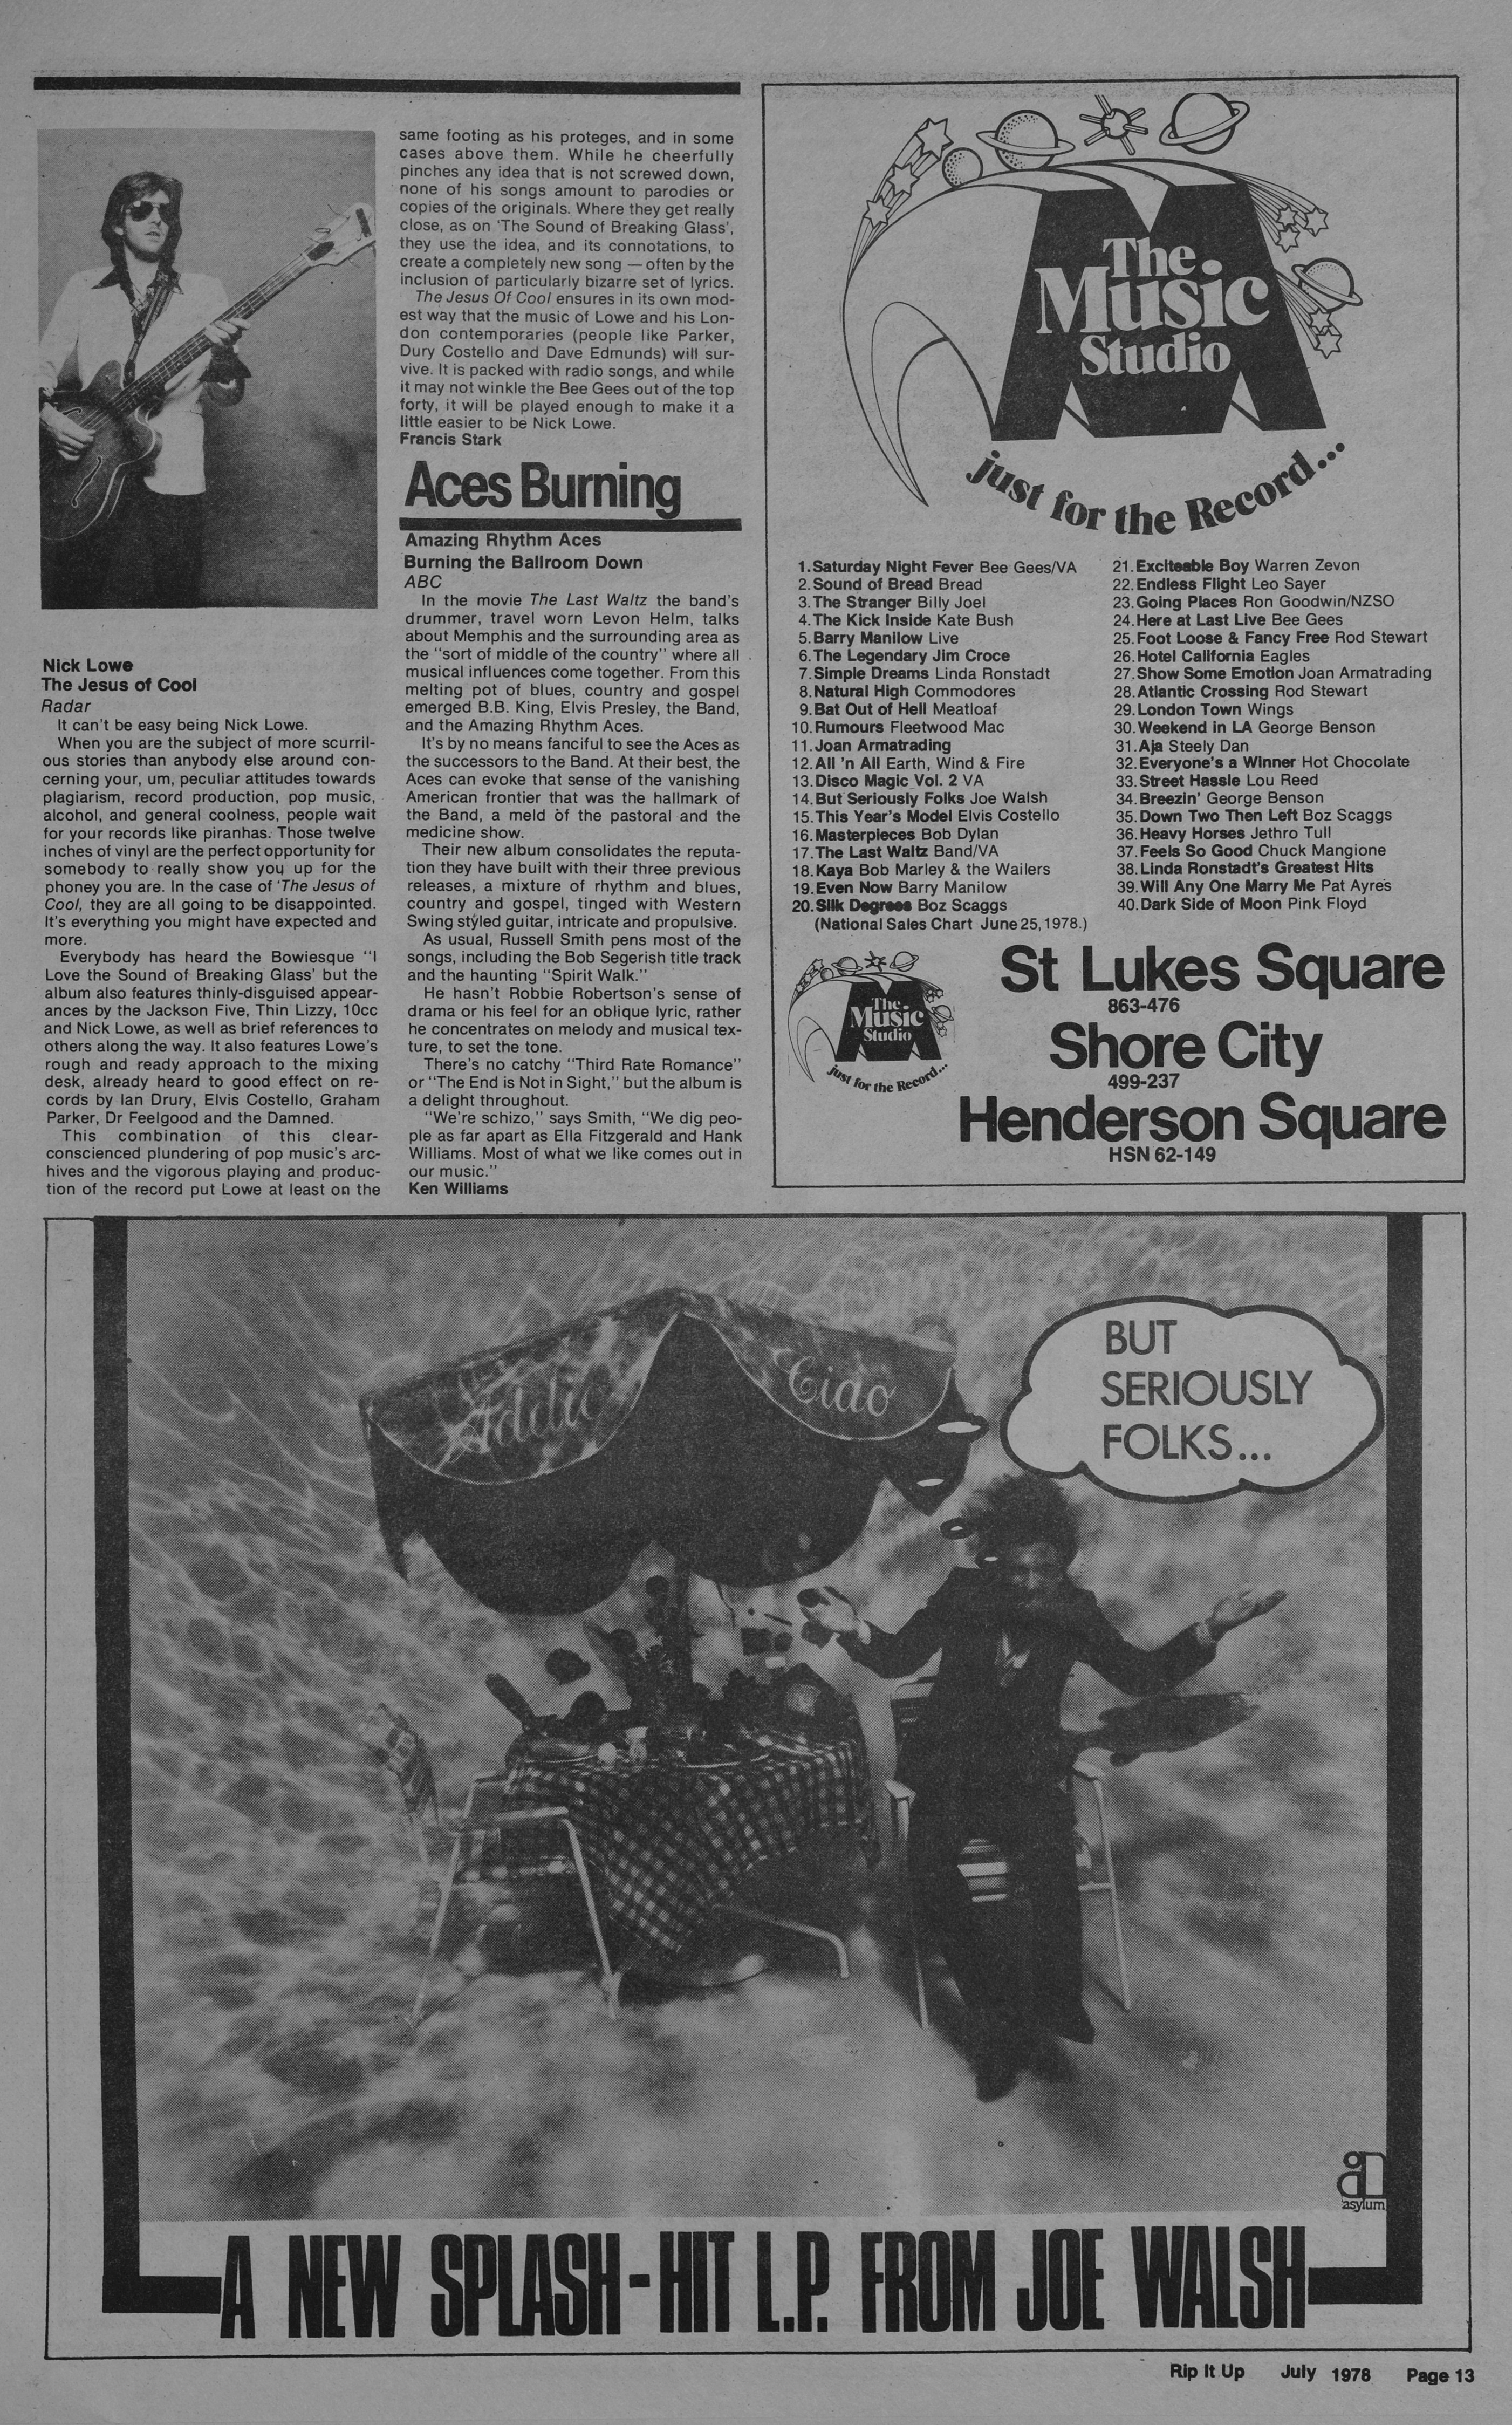 Nick Lowe
The Jesus of Cool
Radar
It can't be easy being Nick Lowe.
When you are the subject of more scurril-
ous stories than anybody else around con-
cerning your, um, peculiar attitudes towards
plagiarism, record production, pop music,
alcohol, and general coolness, people wait
for your records like piranhas. Those twelve
inches of vinyl are the perfect opportunity for
somebody to really show you up for the
phoney you are. In the case of 'The Jesus of
Cool, they are all going to be disappointed.
It's everything you might have expected and
more.
Everybody has heard the Bowiesque "I
Love the Sound of Breaking Glass' but the
album also features thinly-disguised appear-
ances by the Jackson Five, Thin Lizzy, 10cc
and Nick Lowe, as well as brief references to
others along the way. It also features Lowe's
rough and ready approach to the mixing
desk, already heard to good effect on re-
cords by Ian Drury, Elvis Costello, Graham
Parker, Dr Feelgood and the Damned.
This combination of this clear-
conscienced plundering of pop music's arc-
hives and the vigorous playing and produc-
tion of the record put Lowe at least on the
same footing as his proteges, and in some
cases above them. While he cheerfully
pinches any idea that is not screwed down,
none of his songs amount to parodies or
copies of the originals. Where they get really
close, as on 'The Sound of Breaking Glass',
they use the idea, and its connotations, to
create a completely new song — often by the
inclusion of particularly bizarre set of lyrics.
The Jesus Of Cool ensures in its own mod-
est way that the music of Lowe and his Lon-
don contemporaries (people like Parker,
Dury Costello and Dave Edmunds) will sur-
vive. It is packed with radio songs, and while
it may not winkle the Bee Gees out of the top
forty, it will be played enough to make it a
little easier to be Nick Lowe.
Francis Stark
Aces Burning
Amazing Rhythm Aces
Burning the Ballroom Down
ABC
In the movie The Last Waltz the band's
drummer, travel worn Levon Helm, talks
about Memphis and the surrounding area as
the "sort of middle of the country" where all
musical influences come together. From this
melting pot of blues, country and gospel
emerged B.B. King, Elvis Presley, the Band,
and the Amazing Rhythm Aces.
It's by no means fanciful to see the Aces as
the successors to the Band. At their best, the
Aces can evoke that sense of the vanishing
American frontier that was the hallmark of
the Band, a meld of the pastoral and the
medicine show.
Their new album consolidates the reputa-
tion they have built with their three previous
releases, a mixture of rhythm and blues,
country and gospel, tinged with Western
Swing styled guitar, intricate and propulsive.
As usual, Russell Smith pens most of the
songs, including the Bob Segerish title track
and the haunting "Spirit Walk."
He hasn't Robbie Robertson's sense of
drama or his feel for an oblique lyric, rather
he concentrates on melody and musical tex-
ture, to set the tone.
There's no catchy "Third Rate Romance"
or "The End is Not in Sight," but the album is
a delight throughout.
"We're schizo," says Smith, "We dig peo-
ple as far apart as Ella Fitzgerald and Hank
Williams. Most of what we like comes out in
our music."
Ken Williams
The
Music
Studio
just for the Record...
1. Saturday Night Fever Bee Gees/VA
2. Sound of Bread Bread
3. The Stranger Billy Joel
4. The Kick Inside Kate Bush
5. Barry Manilow Live
6. The Legendary Jim Croce
7. Simple Dreams Linda Ronstadt
8. Natural High Commodores
9. Bat Out of Hell Meatloaf
10. Rumours Fleetwood Mac
11. Joan Armatrading
12. All 'n All Earth, Wind & Fire
13. Disco Magic Vol. 2 VA
14. But Seriously Folks Joe Walsh
15. This Year's Model Elvis Costello
16. Masterpieces Bob Dylan
17. The Last Waltz Band/VA
18. Kaya Bob Marley & the Wailers
19. Even Now Barry Manilow
20. Silk Degrees Boz Scaggs
(National Sales Chart June 25, 1978.)
21. Exciteable Boy Warren Zevon
22. Endless Flight Leo Sayer
23. Going Places Ron Goodwin/NZSO
24. Here at Last Live Bee Gees
25. Foot Loose & Fancy Free Rod Stewart
26. Hotel California Eagles
27. Show Some Emotion Joan Armatrading
28. Atlantic Crossing Rod Stewart
29. London Town Wings
30. Weekend in LA George Benson
31. Aja Steely Dan
32. Everyone's a Winner Hot Chocolate
33. Street Hassle Lou Reed
34. Breezin' George Benson
35. Down Two Then Left Boz Scaggs
36. Heavy Horses Jethro Tull
37. Feels So Good Chuck Mangione
38. Linda Ronstadt's Greatest Hits
39. Will Any One Marry Me Pat Ayres
40. Dark Side of Moon Pink Floyd
The
Music
Studio
just for the Record...
St Lukes Square
863-476
Shore City
499-237
Henderson Square
HSN 62-149
Ciao
BUT
SERIOUSLY
FOLKS...
asylum
A NEW SPLASH-HIT L.P. FROM JOE WALSH
Rip It Up July 1978 Page 13